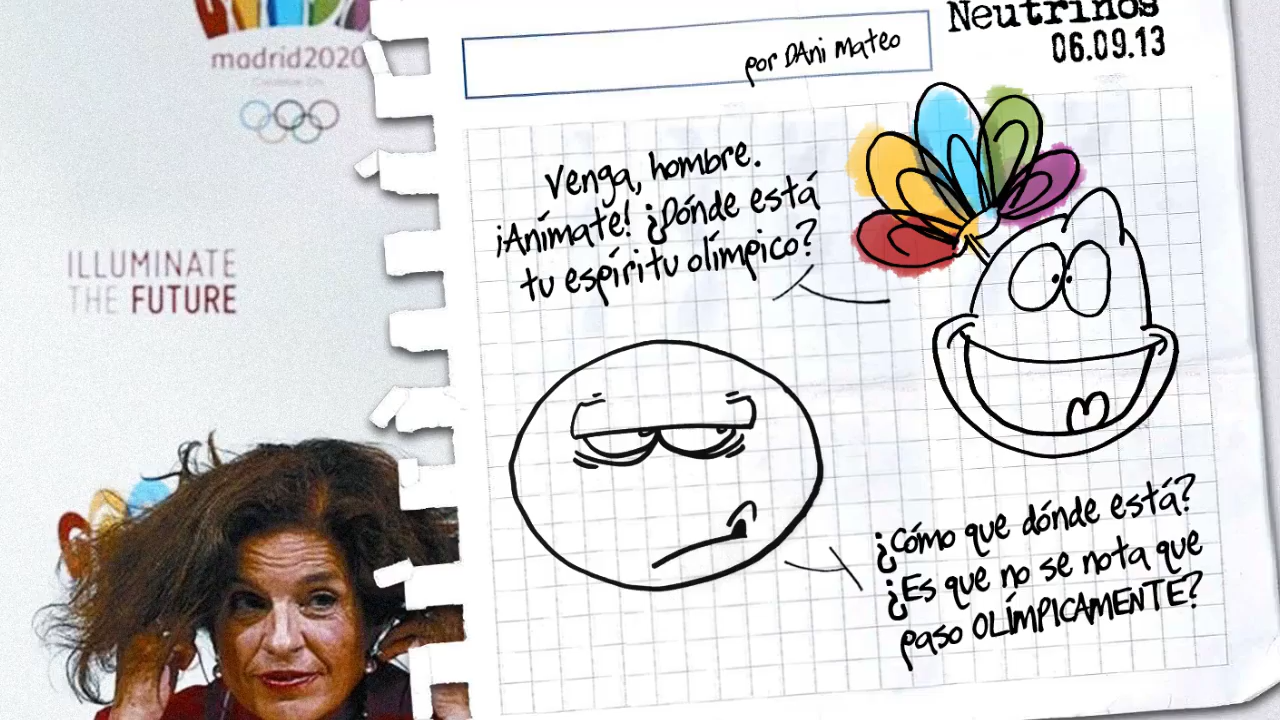 madrid2020
ILLUMINATE
THE FUTURE
Neutrinos
06.09.13
por DAni Mateo
Venga, hombre.
¡Anímate! ¿Dónde está
tu espíritu olímpico?
¿Cómo que dónde está?
¿Es que no se nota que
paso OLÍMPICAMENTE?